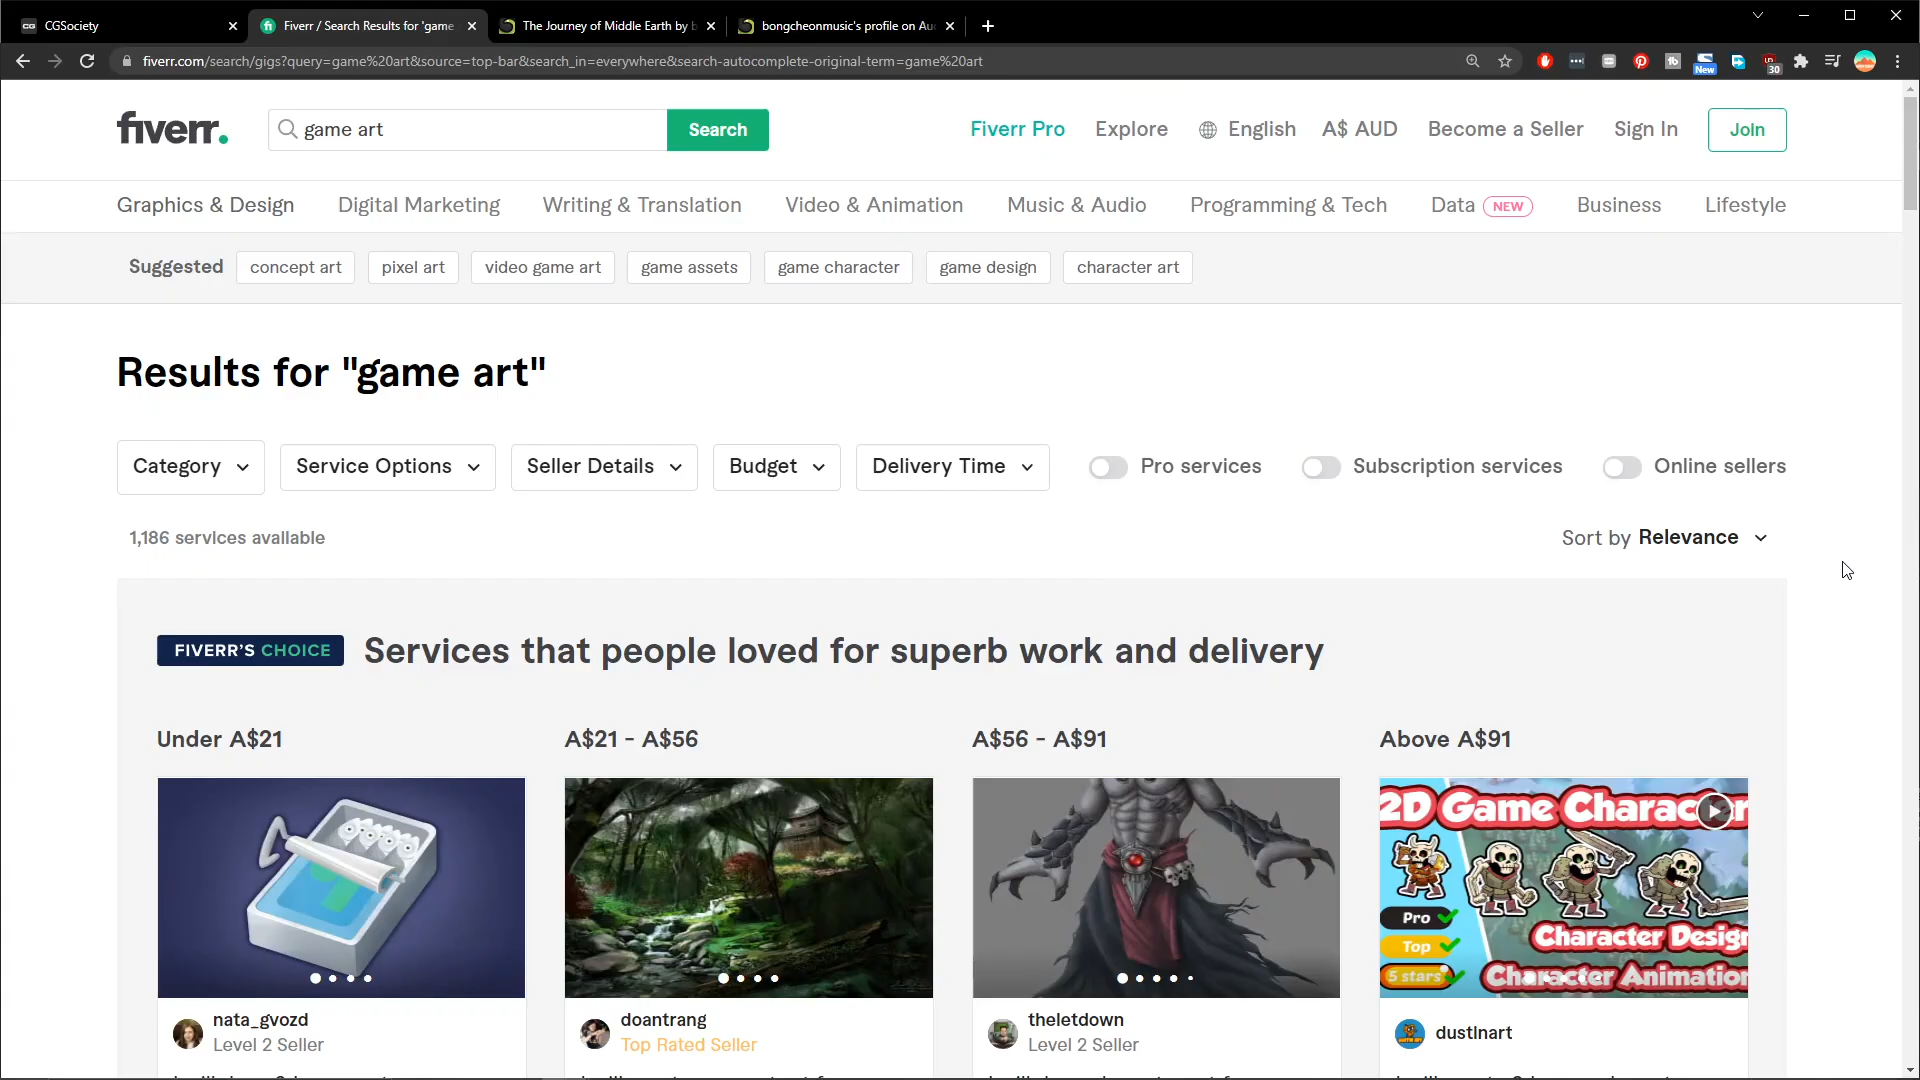 CGSociety
Fiverr / Search Results for 'game
The Journey of Middle Earth by b
bongcheonmusic's profile on Au
fiverr.com/search/gigs?query=game%20art&source=top-bar&search_in=everywhere&search-autocomplete-original-term=game%20art
New
30
fiverr.
game art
Search
Fiverr Pro
Explore
English
A$ AUD
Become a Seller
Sign In
Join
Graphics & Design
Digital Marketing
Writing & Translation
Video & Animation
Music & Audio
Programming & Tech
Data NEW
Business
Lifestyle
Suggested
concept art
pixel art
video game art
game assets
game character
game design
character art
Results for "game art"
Category
Service Options
Seller Details
Budget
Delivery Time
Pro services
Subscription services
Online sellers
1,186 services available
Sort by Relevance
FIVERR'S CHOICE
Services that people loved for superb work and delivery
Under A$21
A$21 - A$56
A$56 - A$91
Above A$91
2D Game Character
Pro
Top
5 stars
Character Design
Character Animation
nata_gvozd
Level 2 Seller
doantrang
Top Rated Seller
theletdown
Level 2 Seller
dustinart